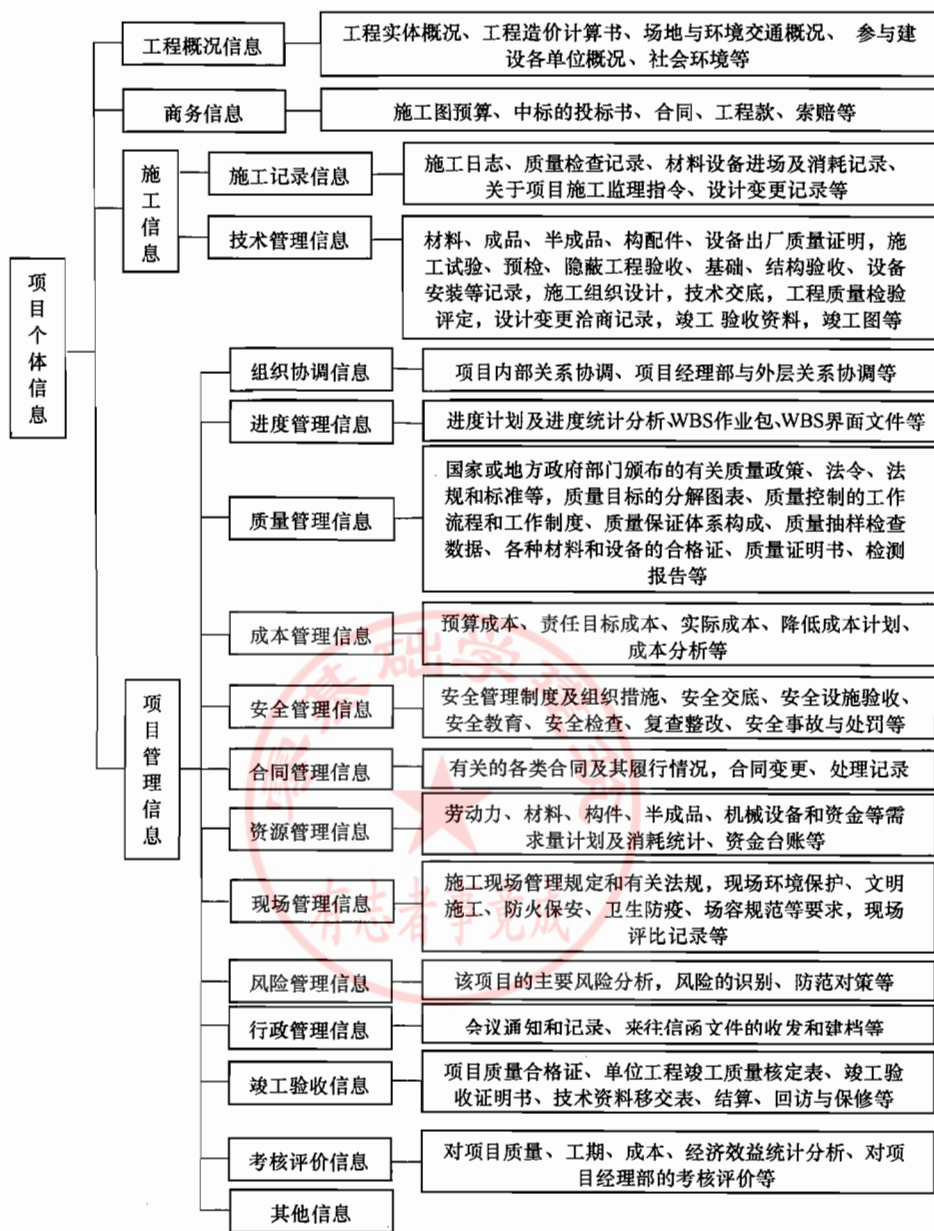 工程概况信息
工程实体概况、工程造价计算书、场地与环境交通概况、 参与建
设各单位概况、社会环境等
商务信息
施工图预算、中标的投标书、合同、工程款、索赔等
施工信息
施工记录信息
施工日志、质量检查记录、材料设备进场及消耗记录、
关于项目施工监理指令、设计变更记录等
技术管理信息
材料、成品、半成品、构配件、设备出厂质量证明，施
工试验、预检、隐蔽工程验收、基础、结构验收、设备
安装等记录，施工组织设计，技术交底，工程质量检验
评定，设计变更洽商记录，竣工 验收资料，竣工图等
项目个体信息
组织协调信息
项目内部关系协调、项目经理部与外层关系协调等
进度管理信息
进度计划及进度统计分析、WBS作业包、WBS界面文件等
质量管理信息
国家或地方政府部门颁布的有关质量政策、法令、法
规和标准等，质量目标的分解图表、质量控制的工作
流程和工作制度、质量保证体系构成、质量抽样检查
数据、各种材料和设备的合格证、质量证明书、检测
报告等
成本管理信息
预算成本、责任目标成本、实际成本、降低成本计划、
成本分析等
项目管理信息
安全管理信息
安全管理制度及组织措施、安全交底、安全设施验收、
安全教育、安全检查、复查整改、安全事故与处罚等
合同管理信息
有关的各类合同及其履行情况，合同变更、处理记录
资源管理信息
劳动力、材料、构件、半成品、机械设备和资金等需
求量计划及消耗统计、资金台账等
现场管理信息
施工现场管理规定和有关法规，现场环境保护、文明
施工、防火保安、卫生防疫、场容规范等要求，现场
评比记录等
有志者事竟成
风险管理信息
该项目的主要风险分析，风险的识别、防范对策等
行政管理信息
会议通知和记录、来往信函文件的收发和建档等
竣工验收信息
项目质量合格证、单位工程竣工质量核定表、竣工验
收证明书、技术资料移交表、结算、回访与保修等
考核评价信息
对项目质量、工期、成本、经济效益统计分析、对项
目经理部的考核评价等
其他信息